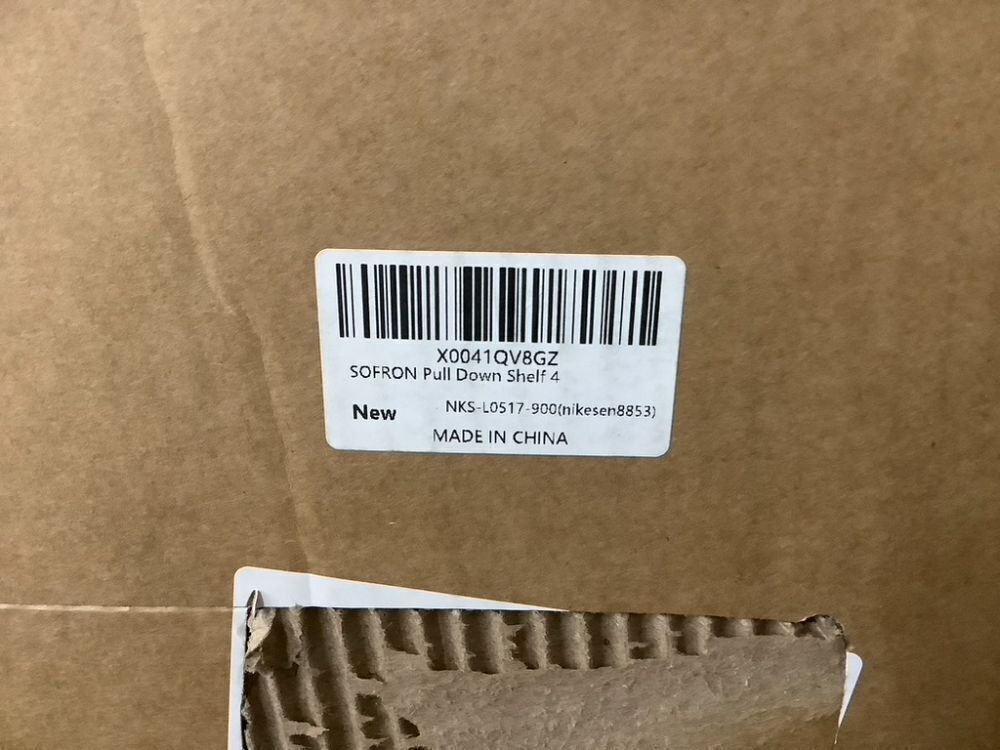 X0041QV8GZ
SOFRON Pull Down Shelf 4
New
NKS-L0517-900(nikesen8853)
MADE IN CHINA